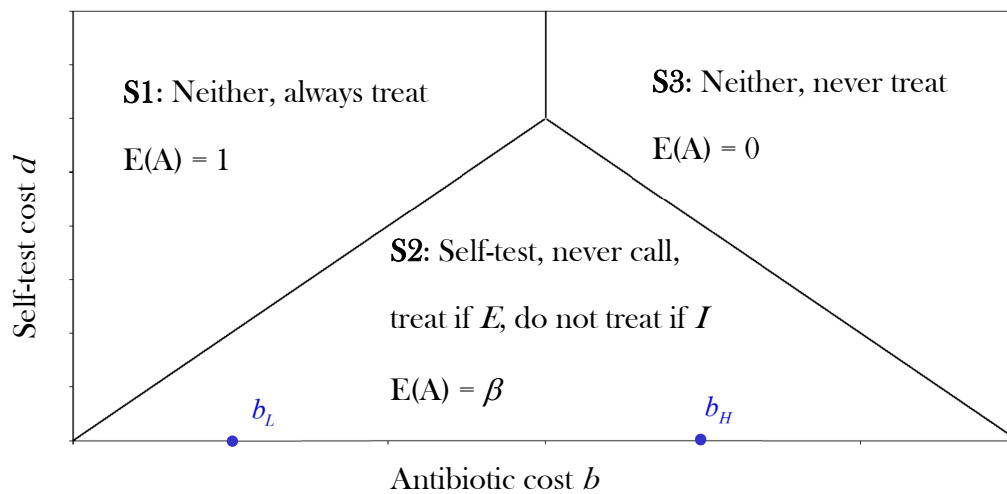 S1: Neither, always treat
E(A) = 1
S3: Neither, never treat
E(A) = 0
Self-test cost d
S2: Self-test, never call,
treat if E, do not treat if I
E(A) = β
b_L
b_H
Antibiotic cost b